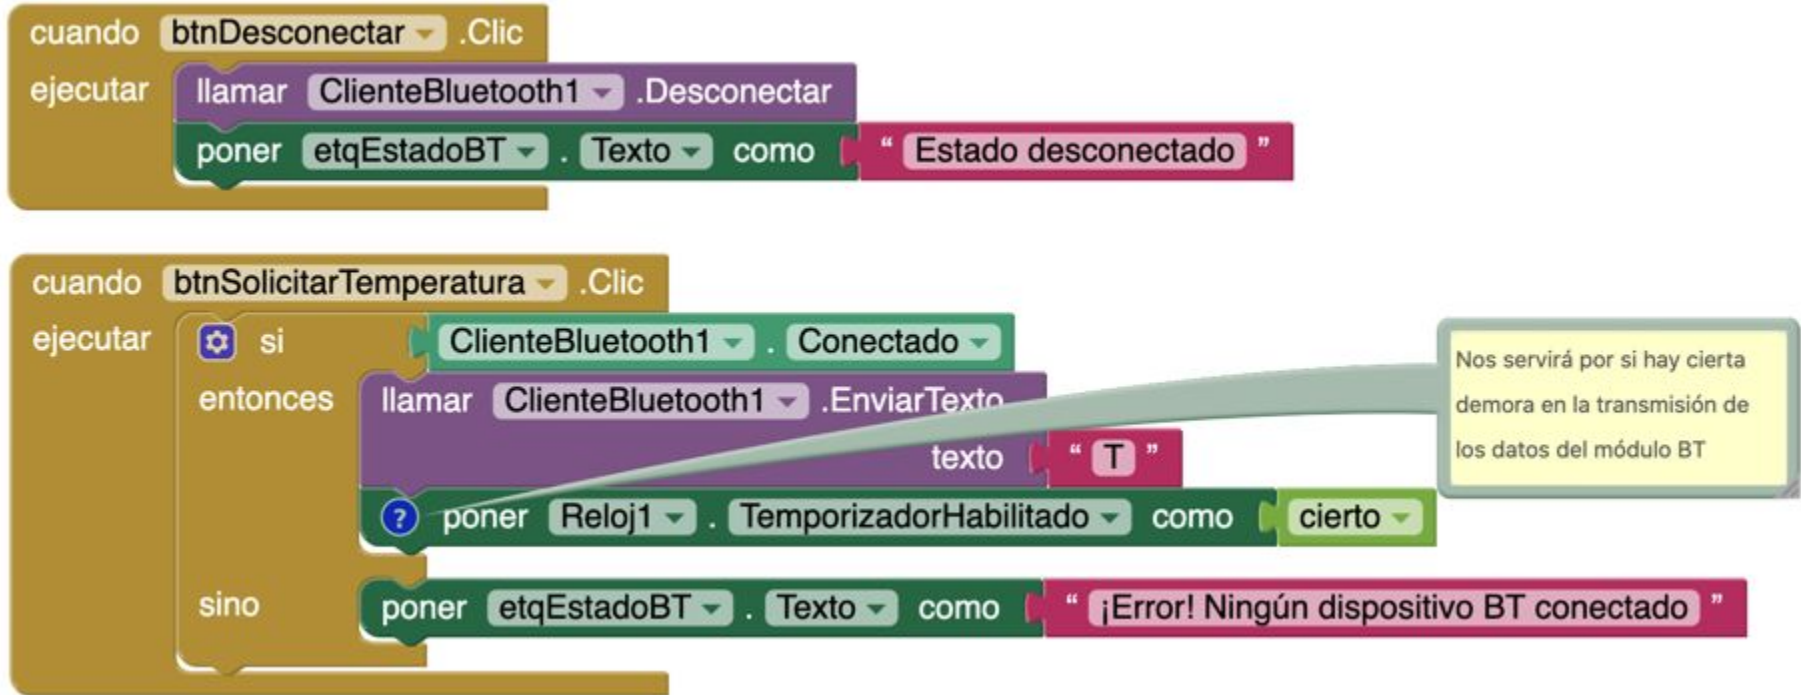 cuando btnDesconectar .Clic
ejecutar llamar ClienteBluetooth1 .Desconectar
poner etqEstadoBT . Texto como " Estado desconectado "
cuando btnSolicitarTemperatura .Clic
ejecutar si ClienteBluetooth1 . Conectado
entonces llamar ClienteBluetooth1 .EnviarTexto
texto " T "
? poner Reloj1 . TemporizadorHabilitado como cierto
sino poner etqEstadoBT . Texto como " ¡Error! Ningún dispositivo BT conectado "
Nos servirá por si hay cierta
demora en la transmisión de
los datos del módulo BT